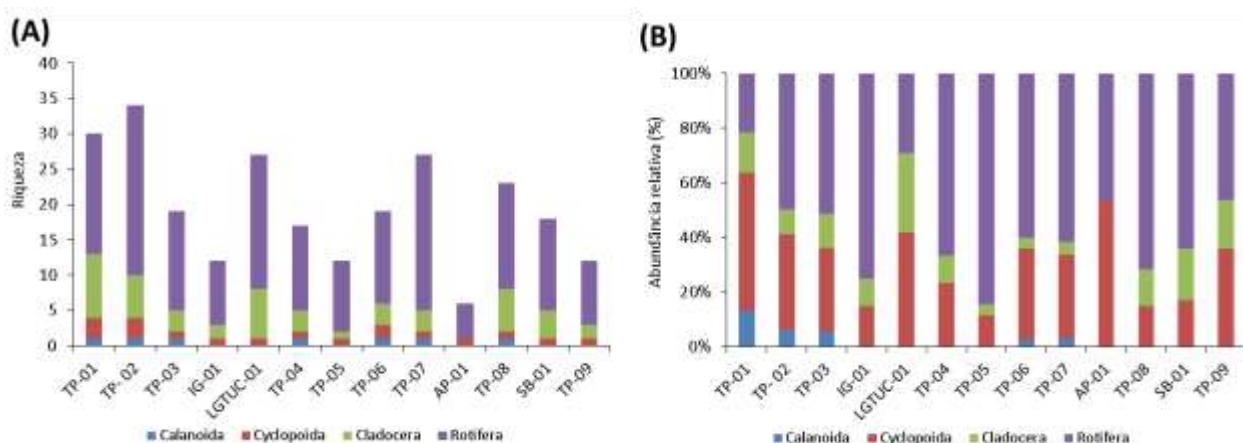 (A)
Riqueza
40
35
30
25
20
15
10
5
0
TP-01 TP- 02 TP-03 IG-01 LGTUC-01 TP-04 TP-05 TP-06 TP-07 AP-01 TP-08 SB-01 TP-09
Calanoida Cyclopoida Cladocera Rotifera
(B)
Abundância relativa (%)
100%
80%
60%
40%
20%
0%
TP-01 TP- 02 TP-03 IG-01 LGTUC-01 TP-04 TP-05 TP-06 TP-07 AP-01 TP-08 SB-01 TP-09
Calanoida Cyclopoida Cladocera Rotifera